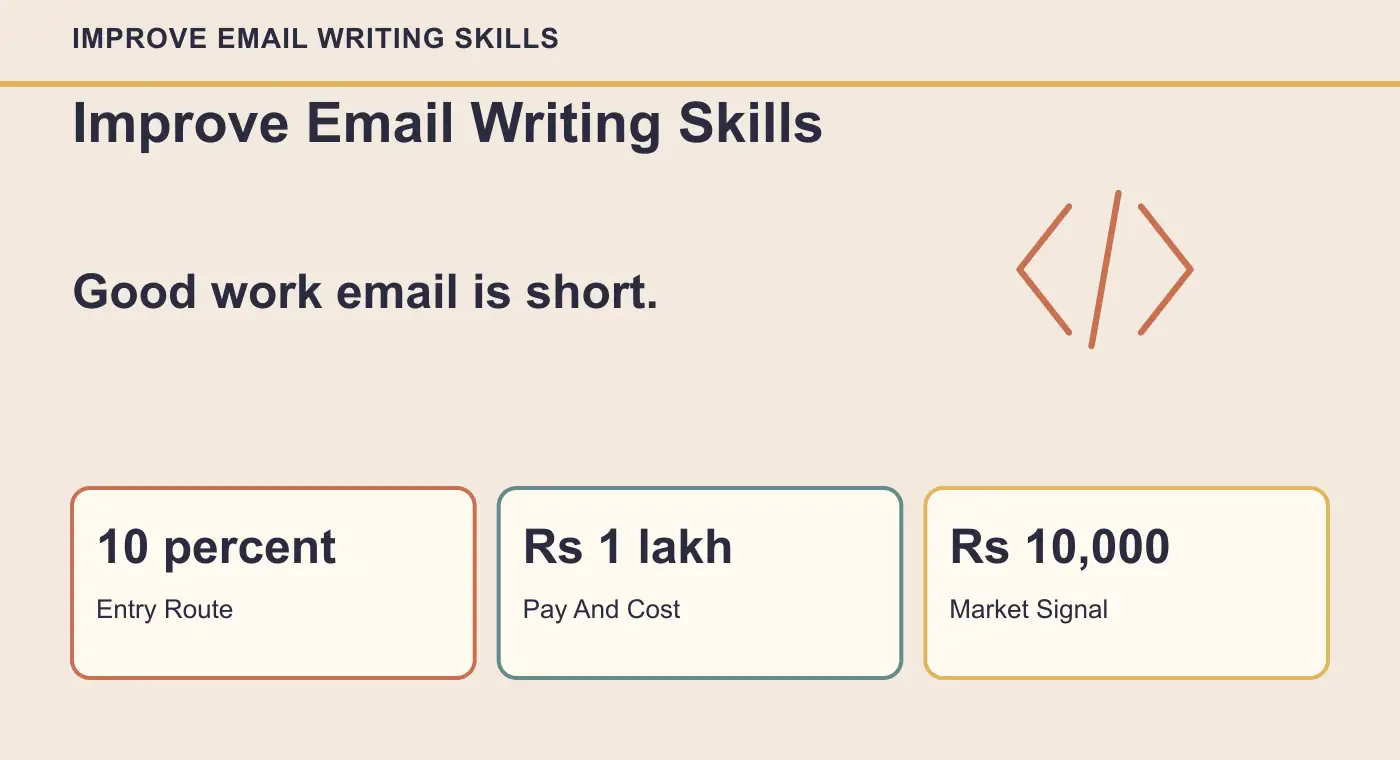 IMPROVE EMAIL WRITING SKILLS
Improve Email Writing Skills
Good work email is short.
10 percent
Entry Route
Rs 1 lakh
Pay And Cost
Rs 10,000
Market Signal